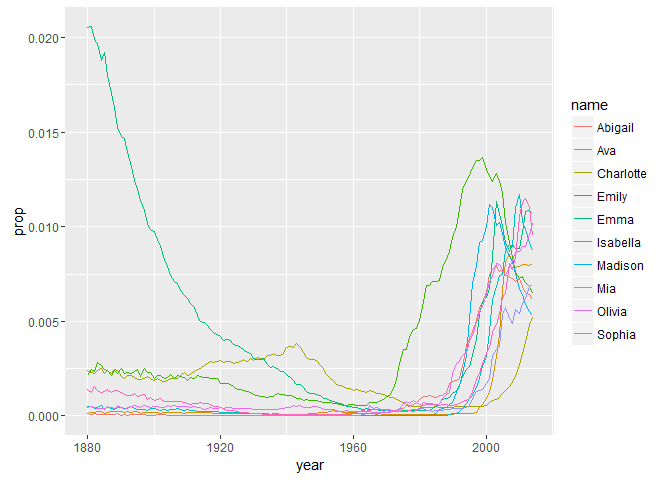 0.020
0.015
0.010
0.005
0.000
prop
1880
1920
1960
2000
year
name
Abigail
Ava
Charlotte
Emily
Emma
Isabella
Madison
Mia
Olivia
Sophia